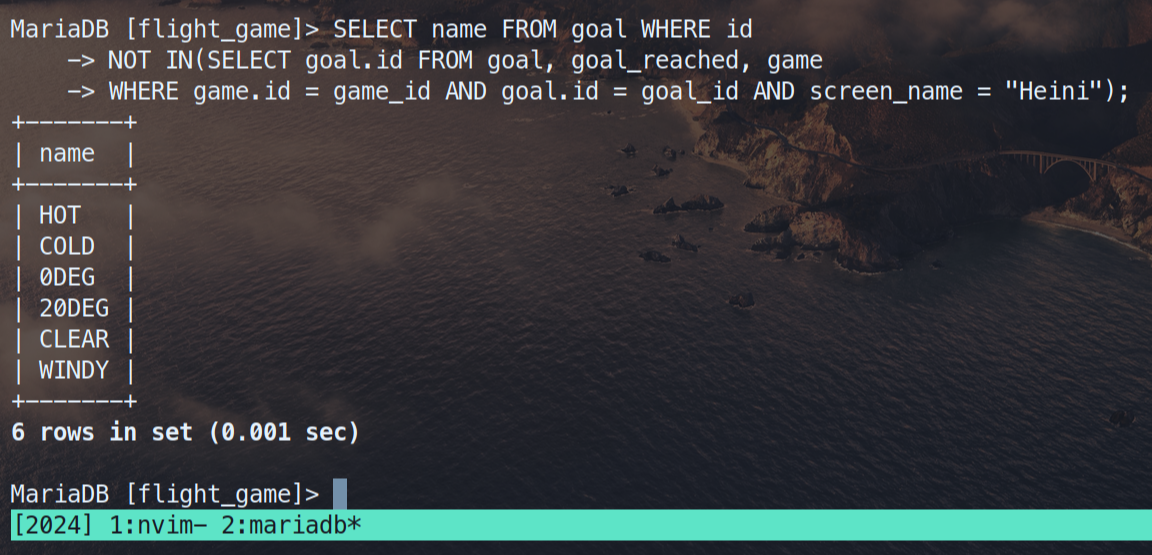 MariaDB [flight_game]> SELECT name FROM goal WHERE id
    -> NOT IN(SELECT goal.id FROM goal, goal_reached, game
    -> WHERE game.id = game_id AND goal.id = goal_id AND screen_name = "Heini");
+-------+
| name  |
+-------+
| HOT   |
| COLD  |
| 0DEG  |
| 20DEG |
| CLEAR |
| WINDY |
+-------+
6 rows in set (0.001 sec)
MariaDB [flight_game]>
[2024] 1:nvim- 2:mariadb*